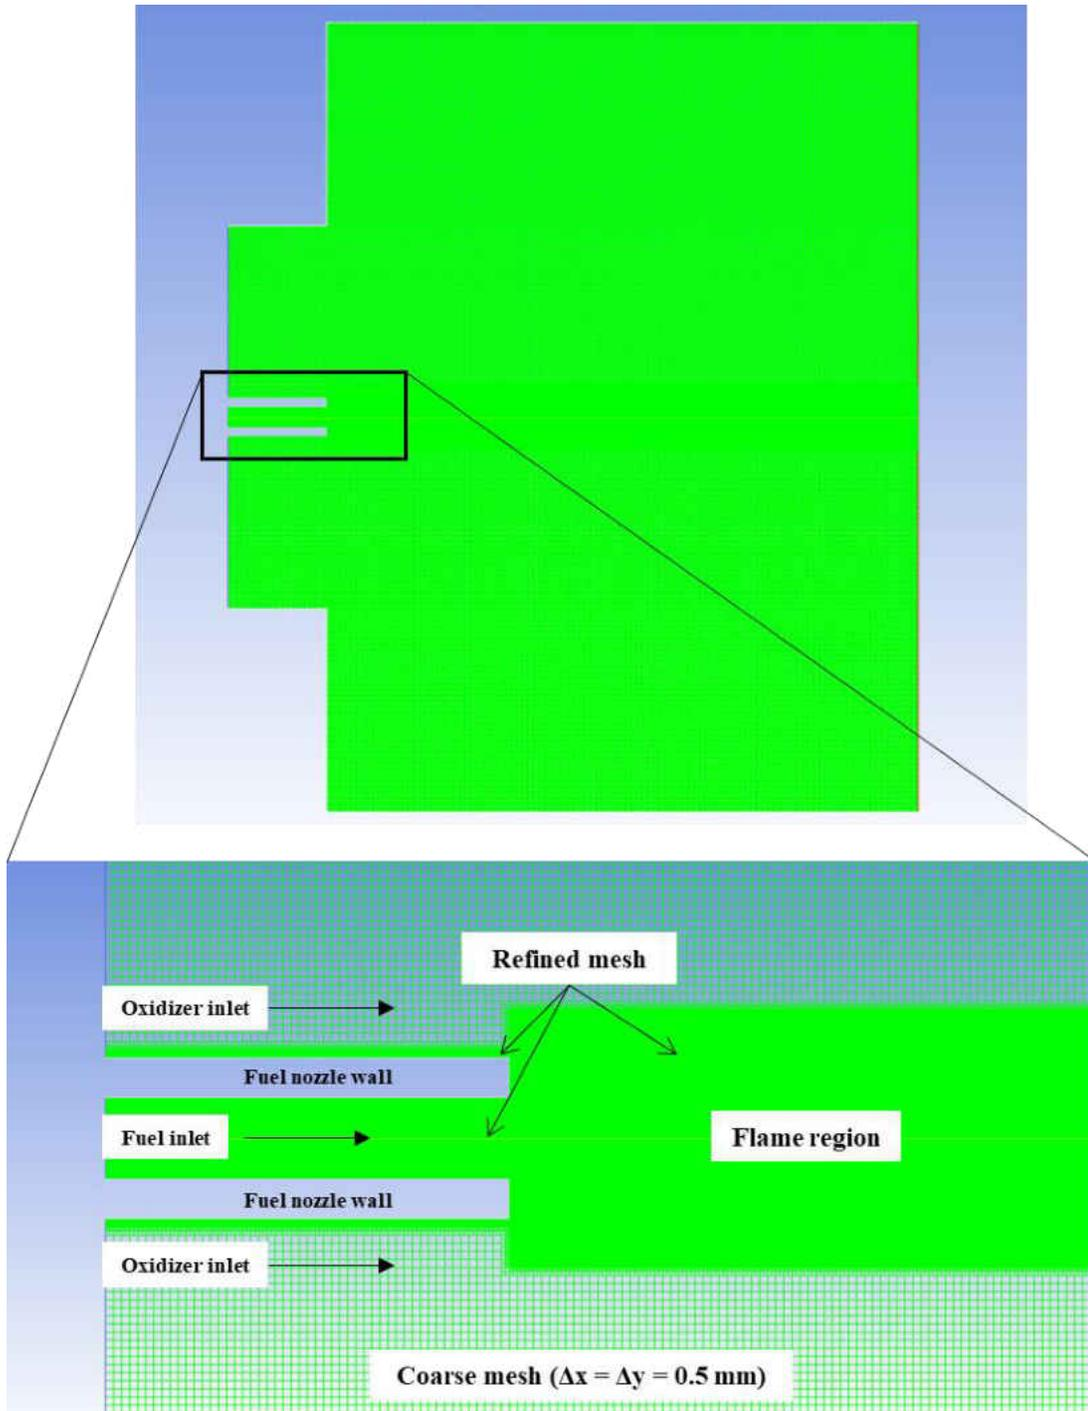 Refined mesh
Oxidizer inlet
Fuel nozzle wall
Fuel inlet
Flame region
Fuel nozzle wall
Oxidizer inlet
Coarse mesh (Δx = Δy = 0.5 mm)